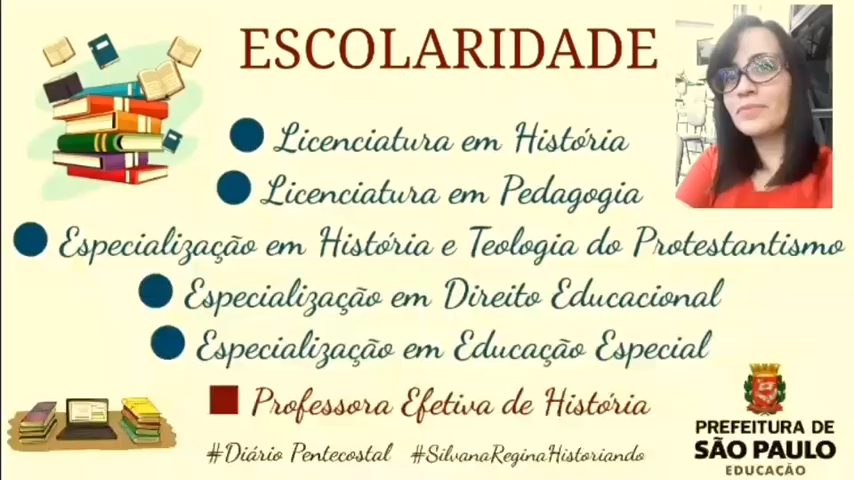 ESCOLARIDADE
Licenciatura em História
Licenciatura em Pedagogia
Especialização em História e Teologia do Protestantismo
Especialização em Direito Educacional
Especialização em Educação Especial
Professora Efetiva de História
#Diário Pentecostal #SilvanaReginaHistoriando
PREFEITURA DE
SÃO PAULO
EDUCAÇÃO